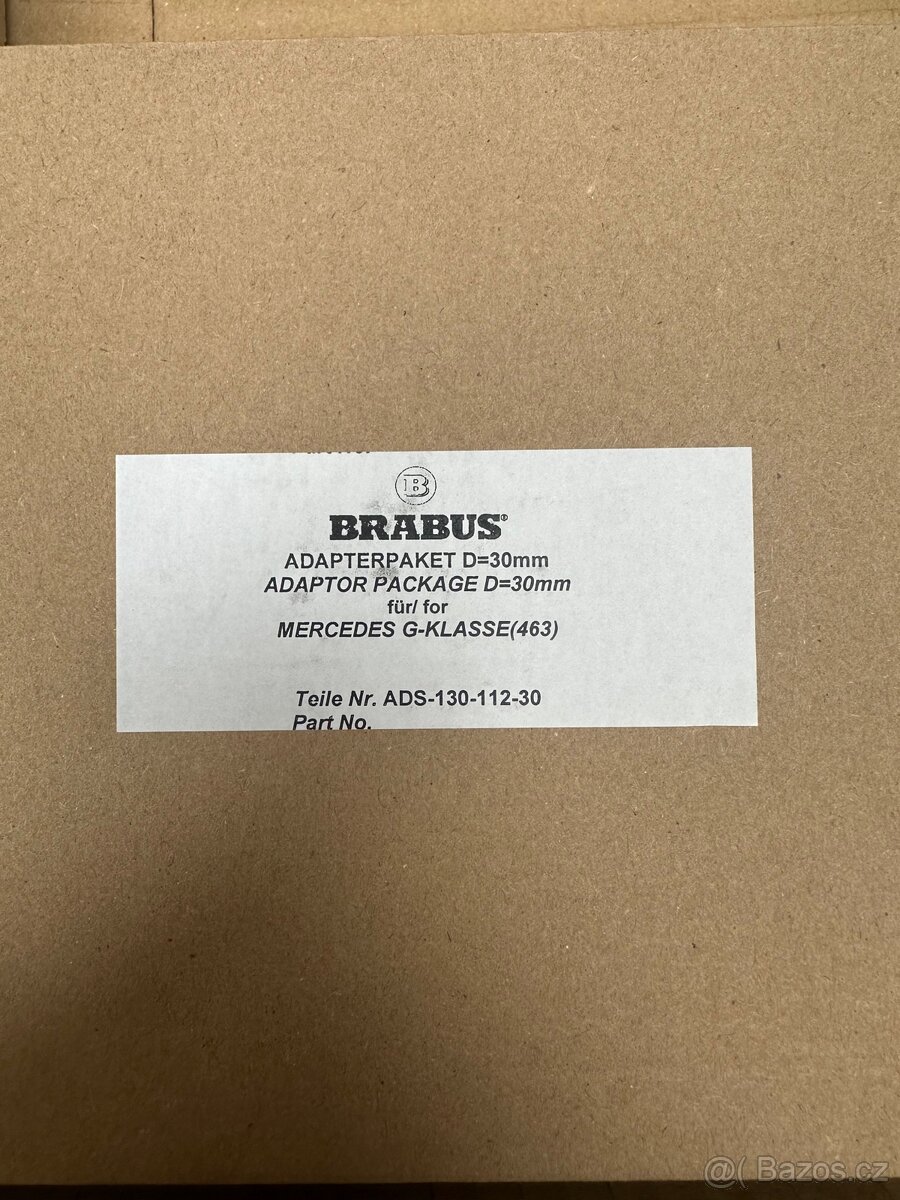 B
BRABUS®
ADAPTERPAKET D=30mm
ADAPTOR PACKAGE D=30mm
für/ for
MERCEDES G-KLASSE(463)
Teile Nr. ADS-130-112-30
Part No.
@( Bazoš.cz